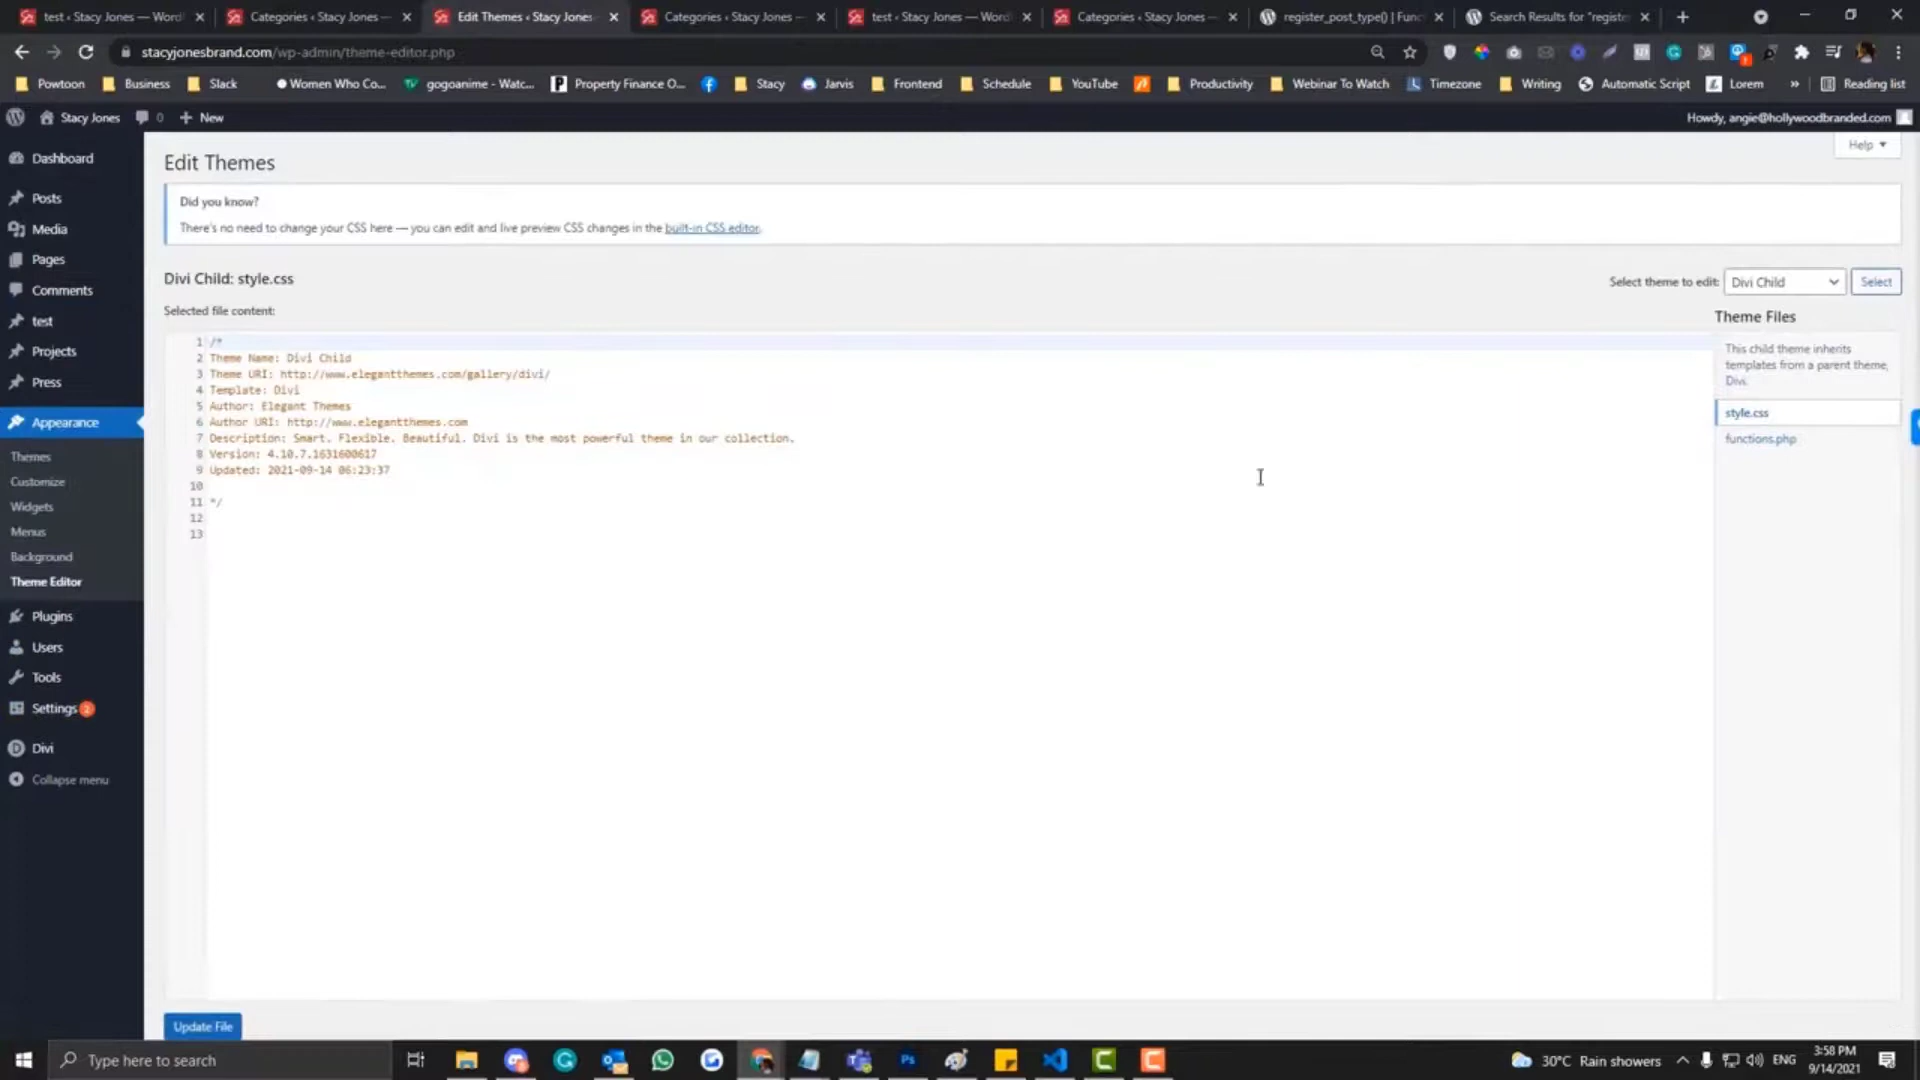 test ‹ Stacy Jones — Word
Categories ‹ Stacy Jones —
Edit Themes ‹ Stacy Jones
Categories ‹ Stacy Jones —
test ‹ Stacy Jones — Word
Categories ‹ Stacy Jones —
register_post_type() | Func
Search Results for "registe
stacyjonesbrand.com/wp-admin/theme-editor.php
Powtoon
Business
Slack
Women Who Co...
gogoanime - Watc...
Property Finance O...
Stacy
Jarvis
Frontend
Schedule
YouTube
Productivity
Webinar To Watch
Timezone
Writing
Automatic Script
Lorem
»
Reading list
Stacy Jones
0
New
Howdy, angie@hollywoodbranded.com
Help
Dashboard
Posts
Media
Pages
Comments
test
Projects
Press
Appearance
Themes
Customize
Widgets
Menus
Background
Theme Editor
Plugins
Users
Tools
Settings 2
Divi
Collapse menu
Edit Themes
Did you know?
There's no need to change your CSS here — you can edit and live preview CSS changes in the built-in CSS editor.
Divi Child: style.css
Select theme to edit: Divi Child Select
Selected file content:
1 /*
2 Theme Name: Divi Child
3 Theme URI: http://www.elegantthemes.com/gallery/divi/
4 Template: Divi
5 Author: Elegant Themes
6 Author URI: http://www.elegantthemes.com
7 Description: Smart. Flexible. Beautiful. Divi is the most powerful theme in our collection.
8 Version: 4.10.7.1631600617
9 Updated: 2021-09-14 06:23:37
10
11 */
12
13
Theme Files
This child theme inherits
templates from a parent theme,
Divi.
style.css
functions.php
Update File
Type here to search
30°C Rain showers
ENG
3:58 PM
9/14/2021